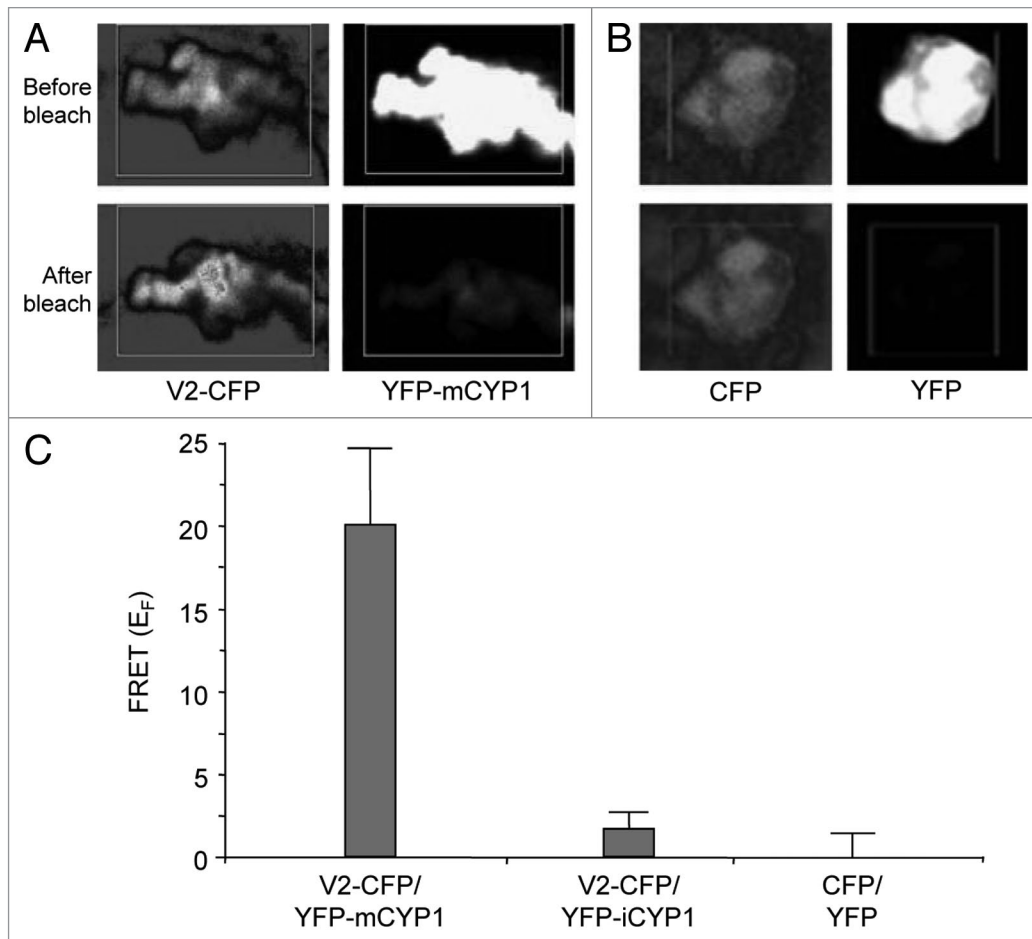 A
B
Before
bleach
After
bleach
V2-CFP
YFP-mCYP1
CFP
YFP
C
25
20
15
10
5
0
FRET (EF)
V2-CFP/
YFP-mCYP1
V2-CFP/
YFP-iCYP1
CFP/
YFP